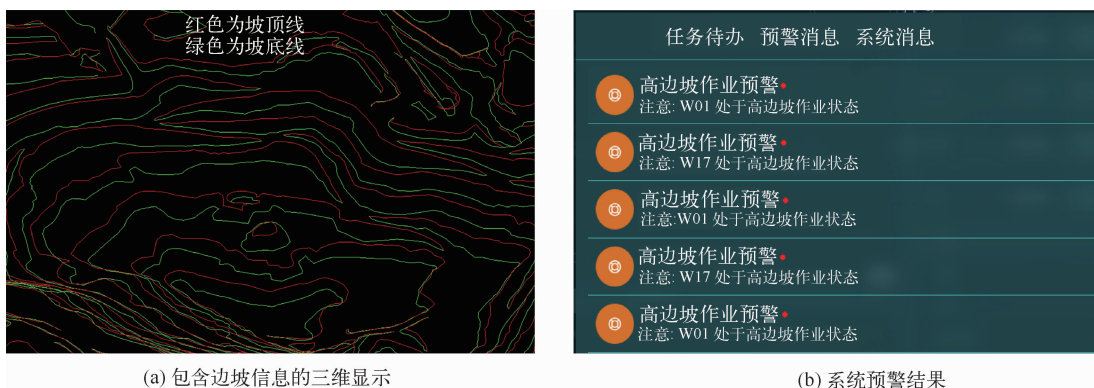 红色为坡顶线
绿色为坡底线
任务待办 预警消息 系统消息
高边坡作业预警
注意: W01 处于高边坡作业状态
高边坡作业预警
注意: W17 处于高边坡作业状态
高边坡作业预警
注意:W01 处于高边坡作业状态
高边坡作业预警
注意: W17 处于高边坡作业状态
高边坡作业预警
注意: W01 处于高边坡作业状态
(a) 包含边坡信息的三维显示
(b) 系统预警结果